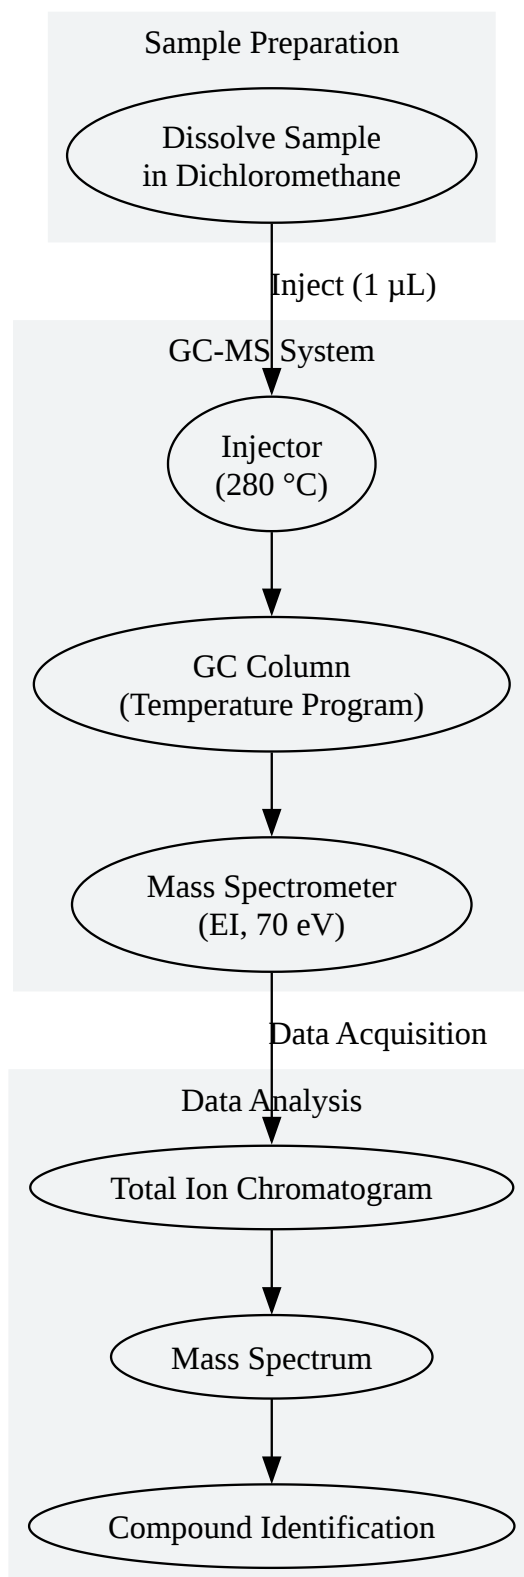 Sample Preparation
Dissolve Sample
in Dichloromethane
Inject (1 µL)
GC-MS System
Injector
(280 °C)
GC Column
(Temperature Program)
Mass Spectrometer
(EI, 70 eV)
Data Acquisition
Data Analysis
Total Ion Chromatogram
Mass Spectrum
Compound Identification